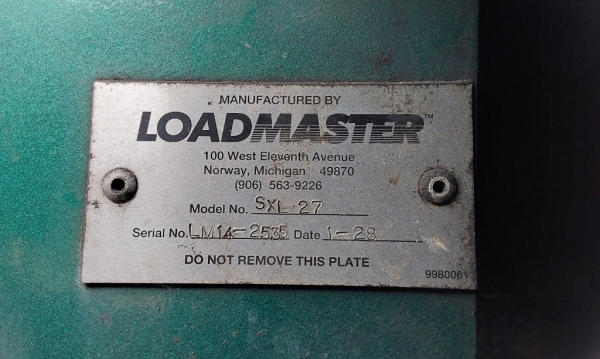 MANUFACTURED BY
LOADMASTER™
100 West Eleventh Avenue
Norway, Michigan 49870
(906) 563-9226
Model No. SXL-27
Serial No. LM14-2535 Date 1-28
DO NOT REMOVE THIS PLATE
9980061